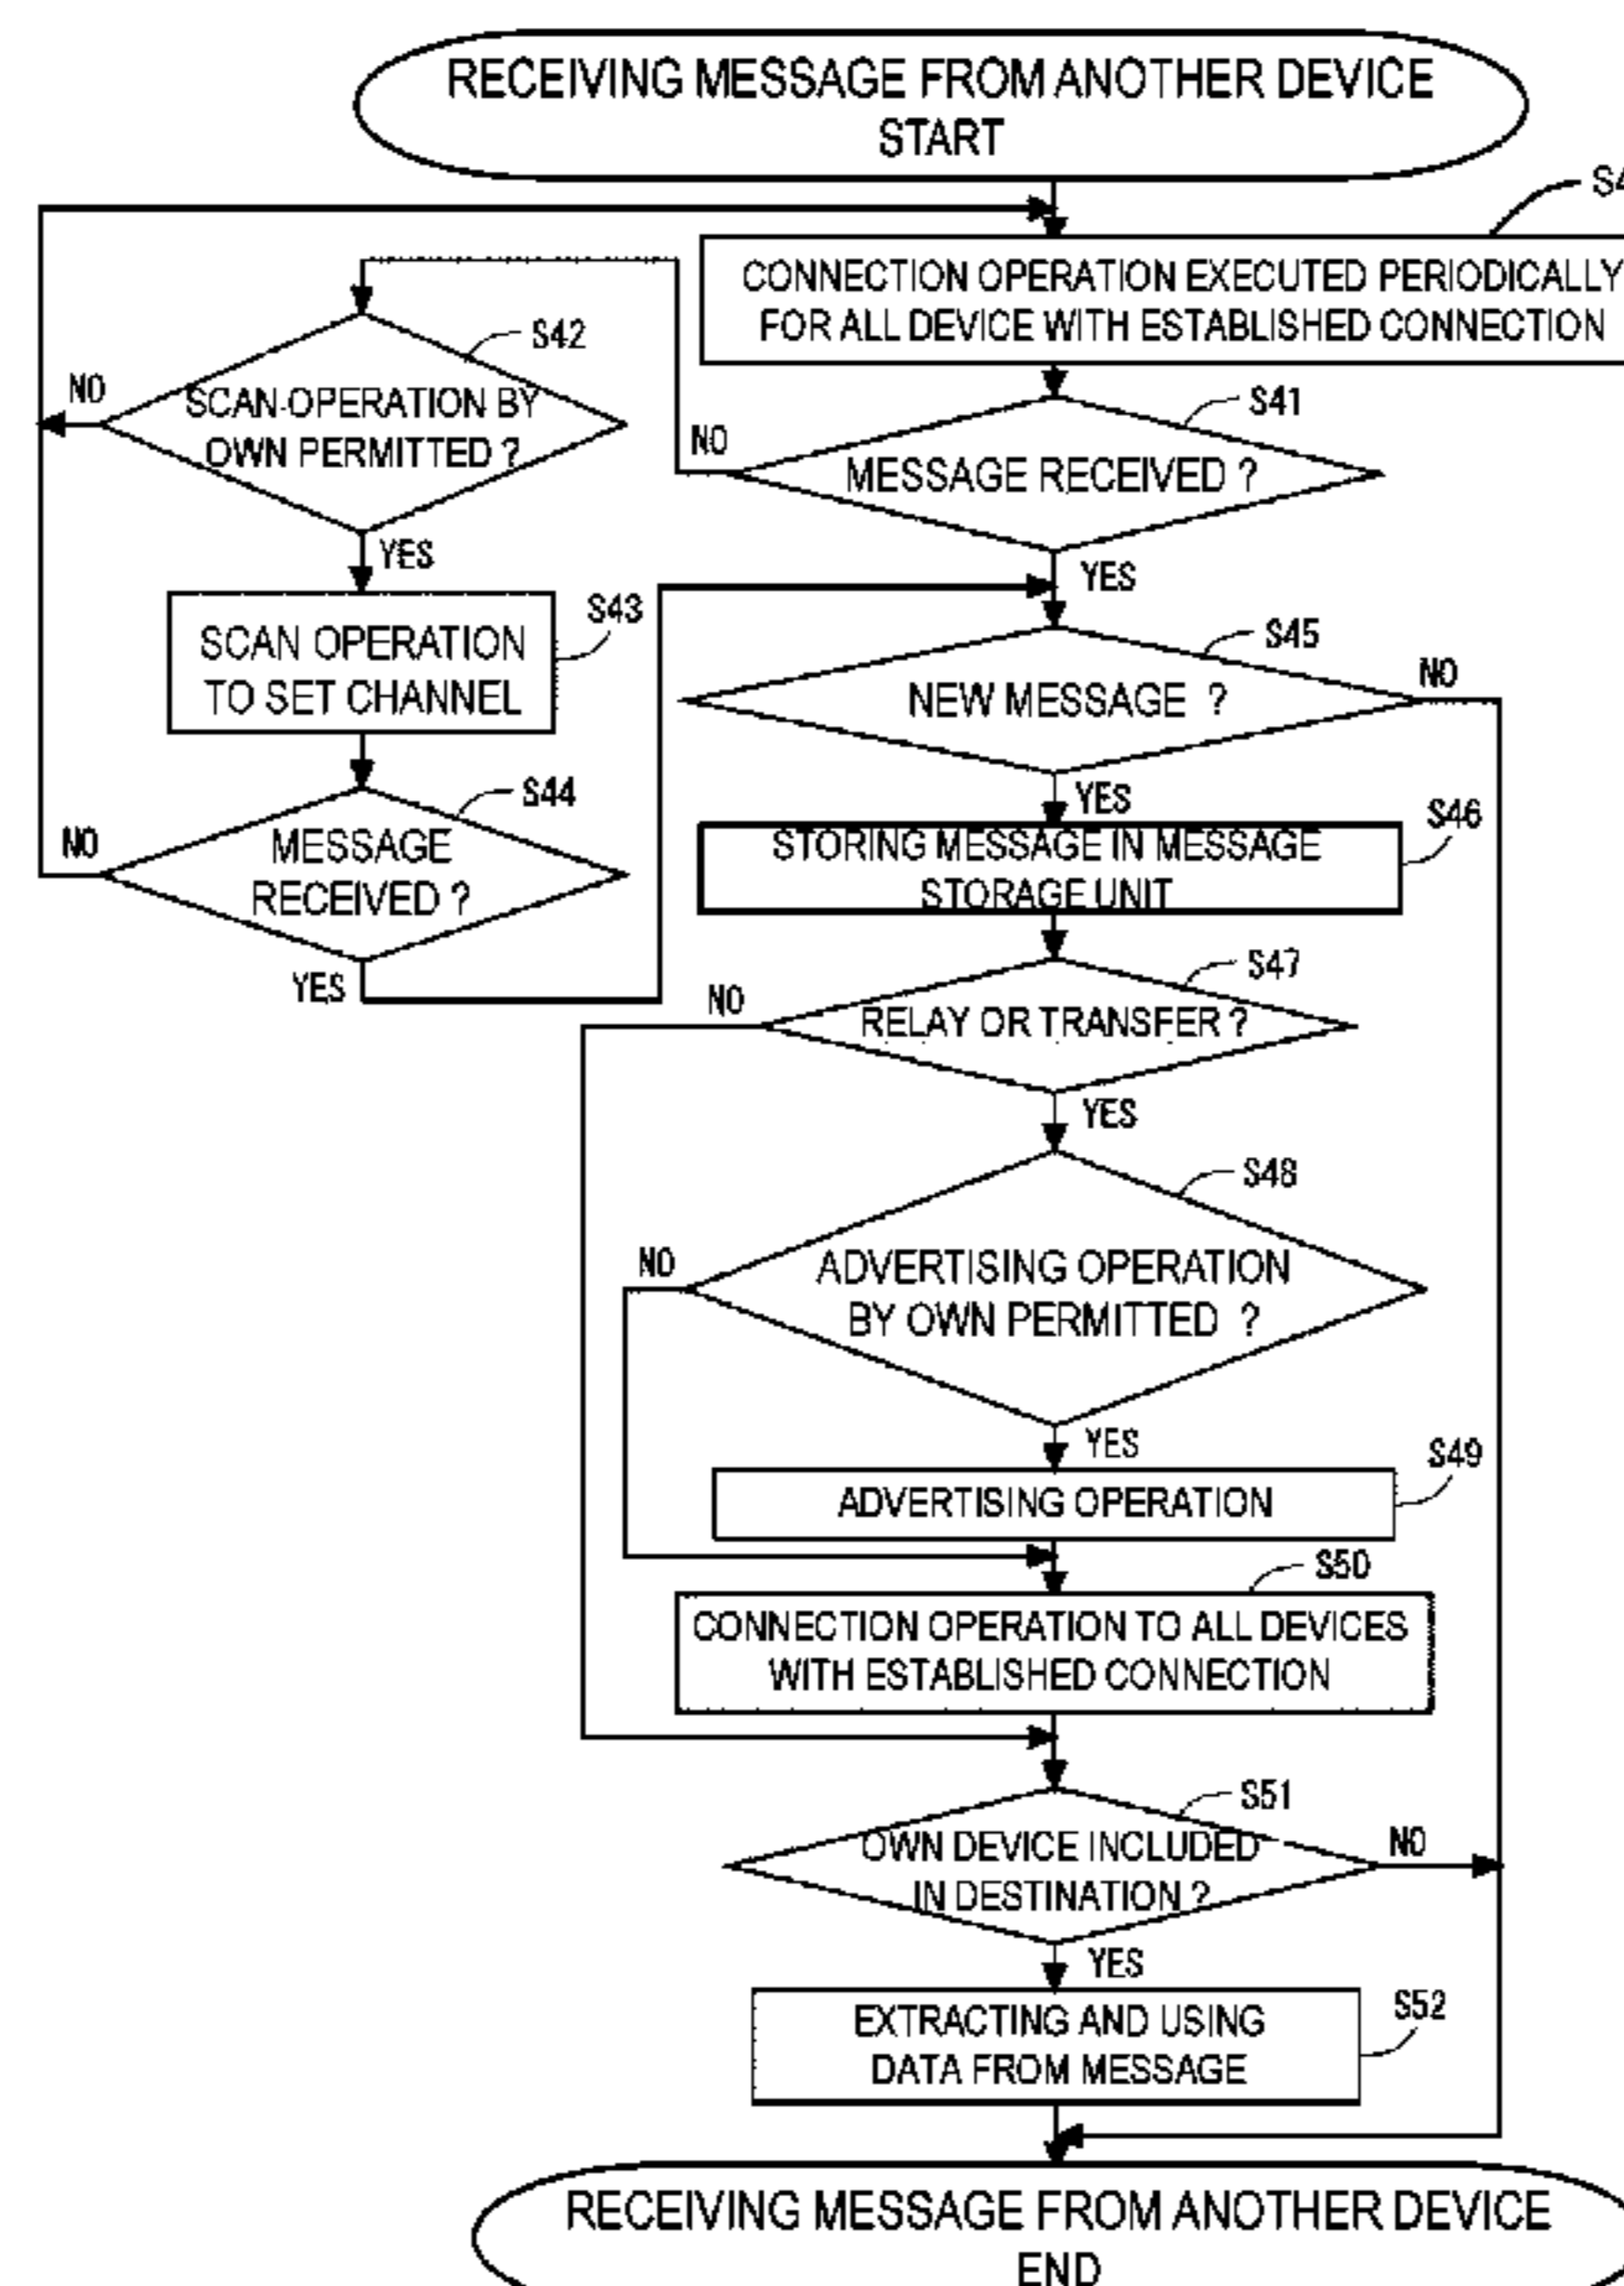 RECEIVING MESSAGE FROM ANOTHER DEVICE
START
CONNECTION OPERATION EXECUTED PERIODICALLY
FOR ALL DEVICE WITH ESTABLISHED CONNECTION
S42
NO
SCAN-OPERATION BY
OWN PERMITTED ?
YES
S41
NO
MESSAGE RECEIVED ?
YES
S43
SCAN OPERATION
TO SET CHANNEL
S44
NO
MESSAGE
RECEIVED ?
YES
S45
NO
NEW MESSAGE ?
YES
S46
STORING MESSAGE IN MESSAGE
STORAGE UNIT
S47
NO
RELAY OR TRANSFER ?
YES
S48
NO
ADVERTISING OPERATION
BY OWN PERMITTED ?
YES
S49
ADVERTISING OPERATION
S50
CONNECTION OPERATION TO ALL DEVICES
WITH ESTABLISHED CONNECTION
S51
OWN DEVICE INCLUDED
IN DESTINATION ?
NO
YES
S52
EXTRACTING AND USING
DATA FROM MESSAGE
RECEIVING MESSAGE FROM ANOTHER DEVICE
END